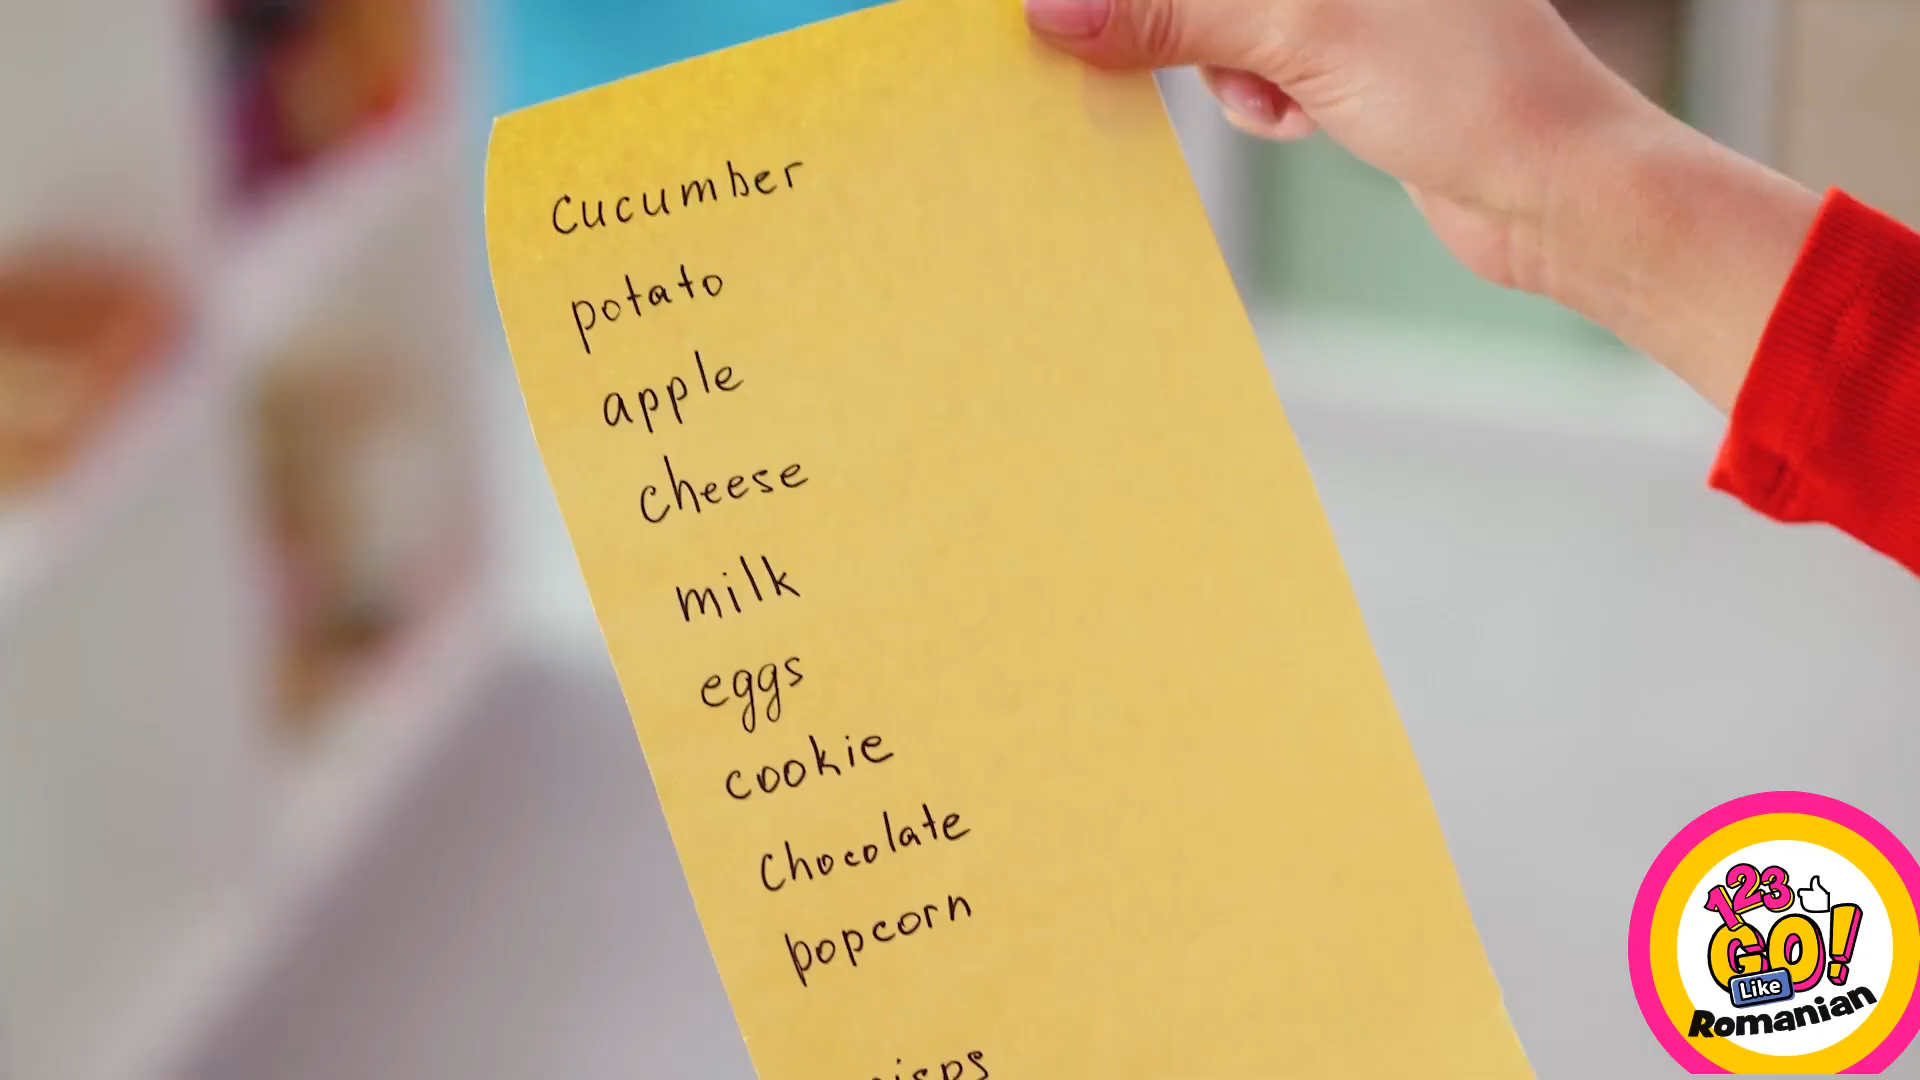 cucumber
potato
apple
cheese
milk
eggs
cookie
chocolate
popcorn
123
GO!
Like
Romanian